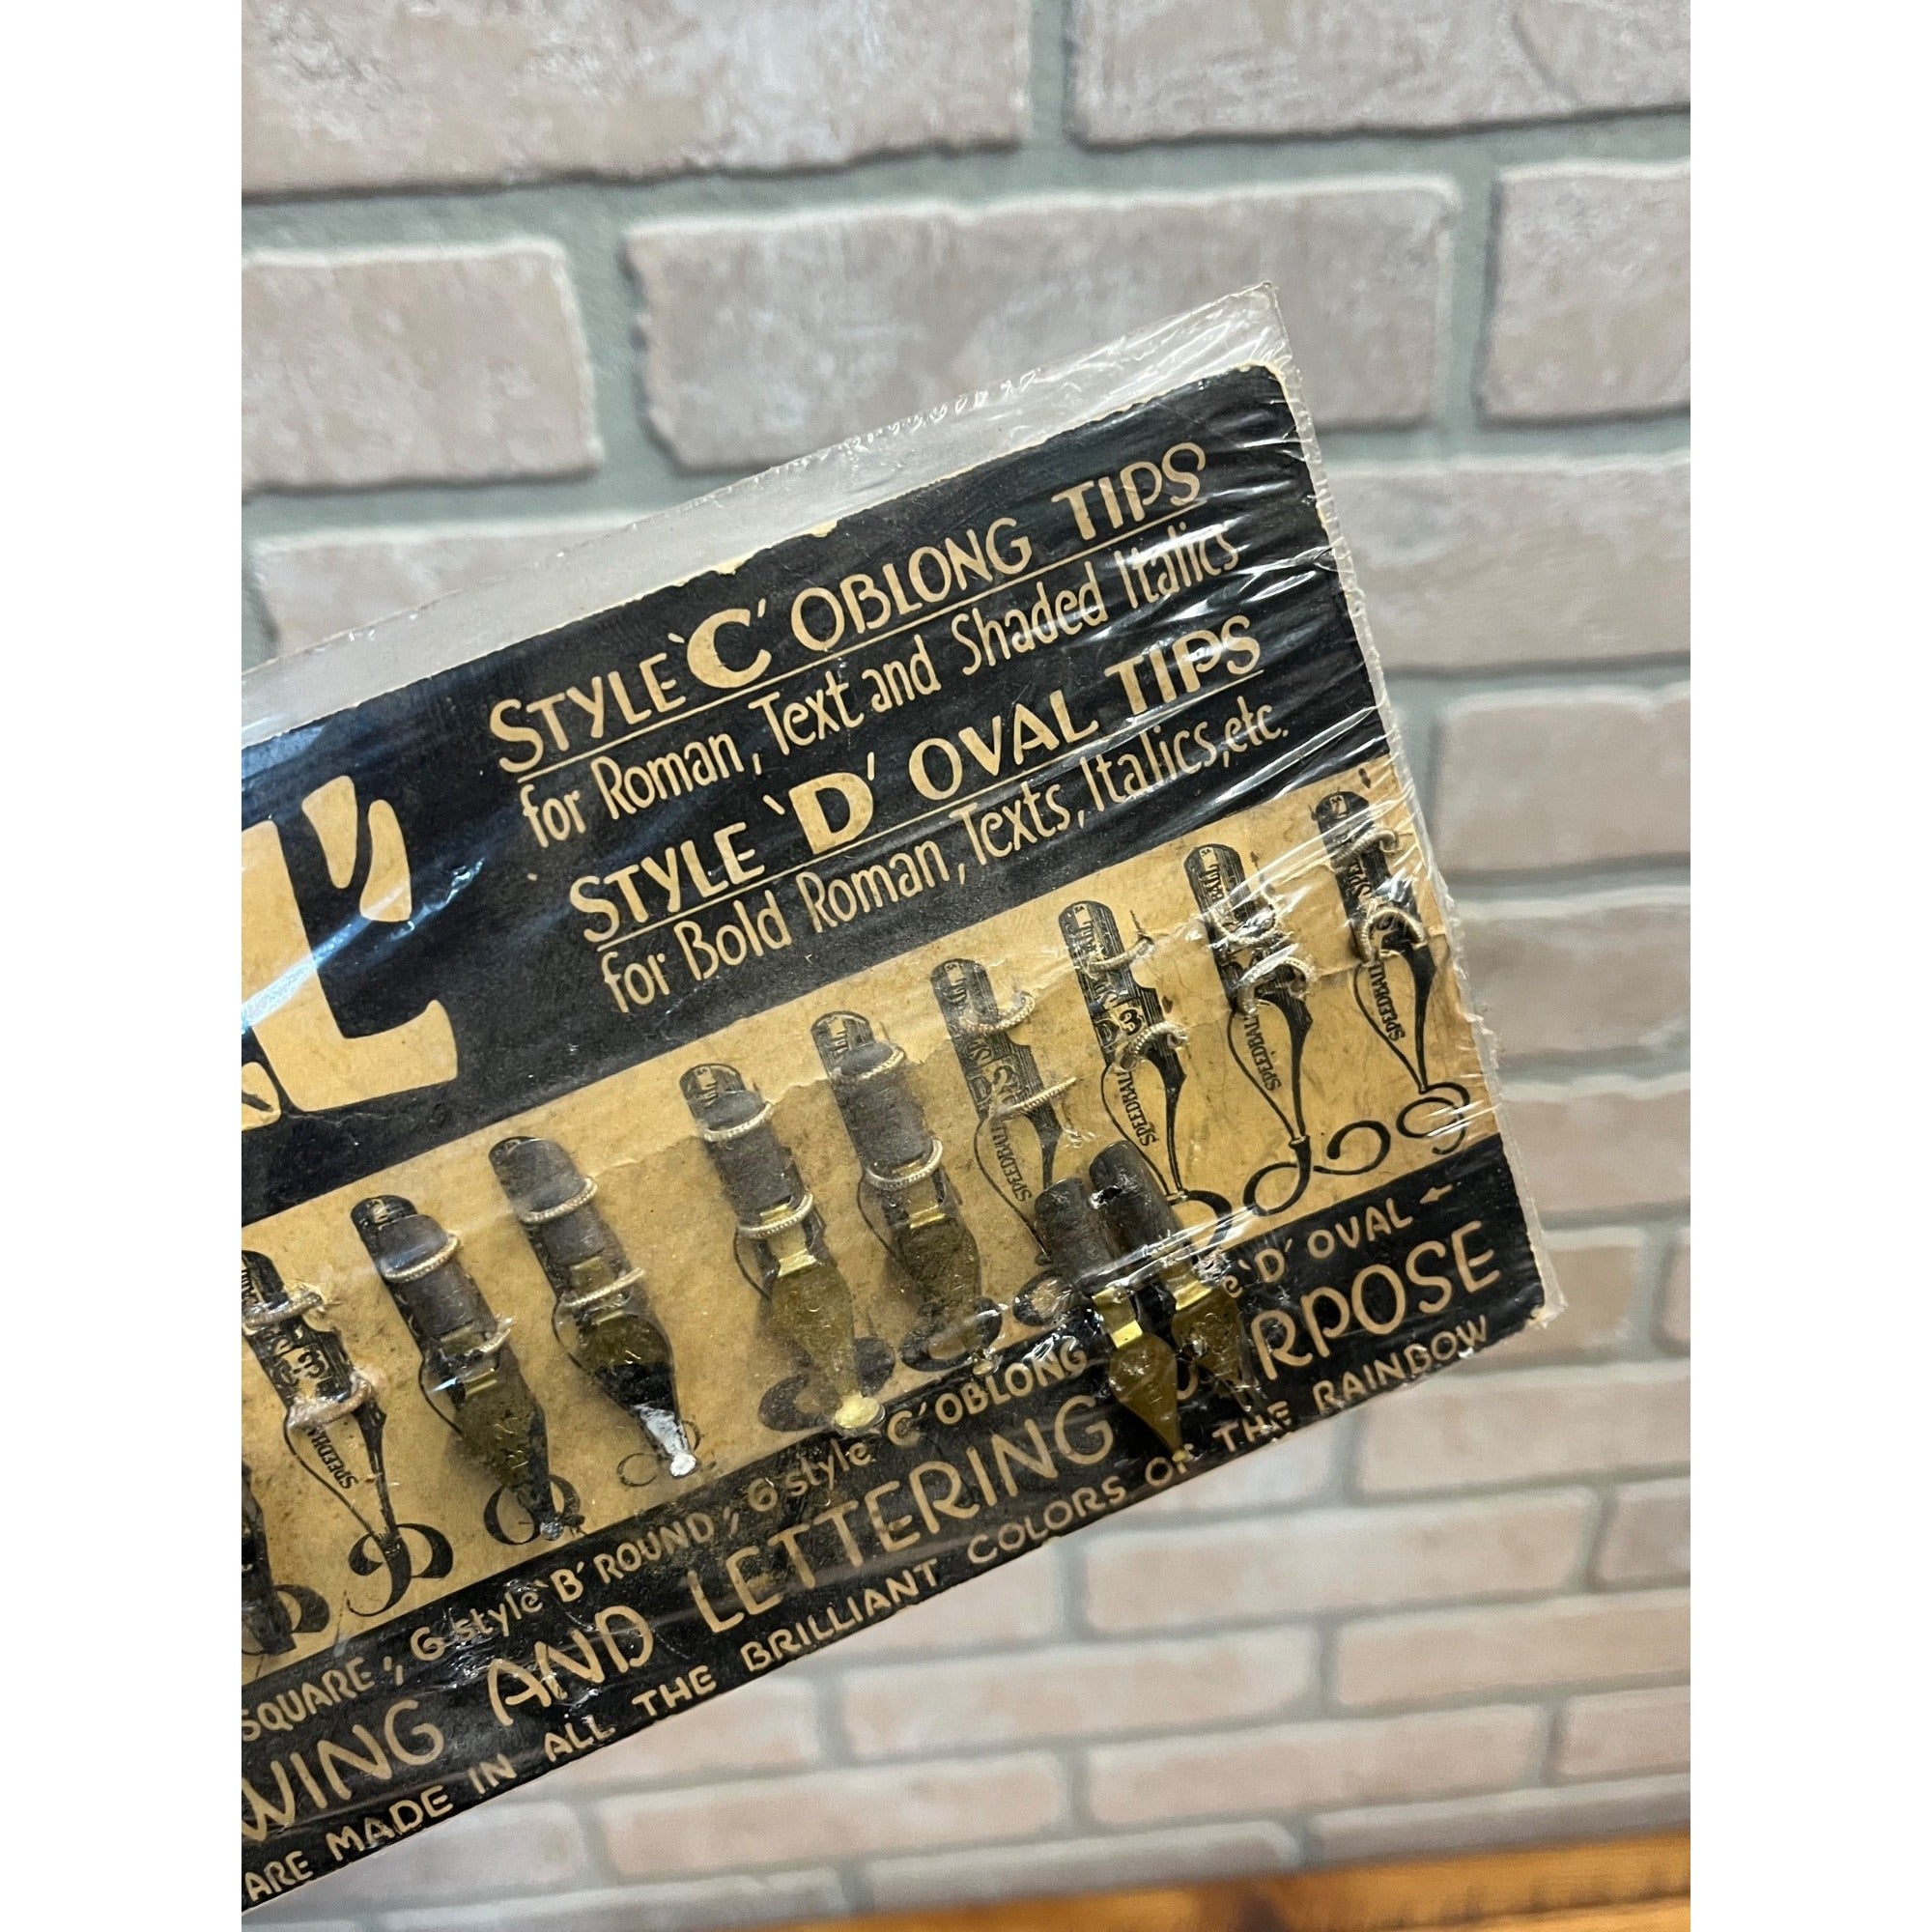 STYLE 'C' OBLONG TIPS
for Roman, Text and Shaded Italics
STYLE 'D' OVAL TIPS
for Bold Roman, Texts, Italics, etc.
L'
SPEEDBALL
SPEEDBALL
SPEEDBALL
SPEEDBALL
SPEEDBALL
SQUARE, 6 style 'B' ROUND, 6 style 'C' OBLONG 'D' OVAL
WING AND LETTERING RPOSE
ARE MADE IN ALL THE BRILLIANT COLORS OF THE RAINBOW